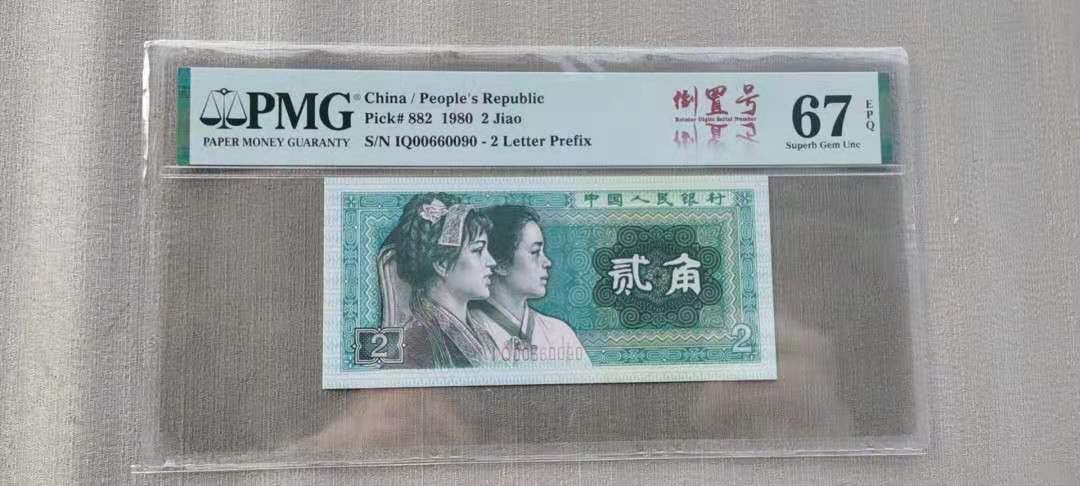 PMG®
PAPER MONEY GUARANTY
China / People's Republic
Pick# 882 1980 2 Jiao
S/N IQ00660090 - 2 Letter Prefix
倒置号
Rotator Digits Serial Number
67
EPQ
Superb Gem Unc
中国人民银行
贰角
2
2